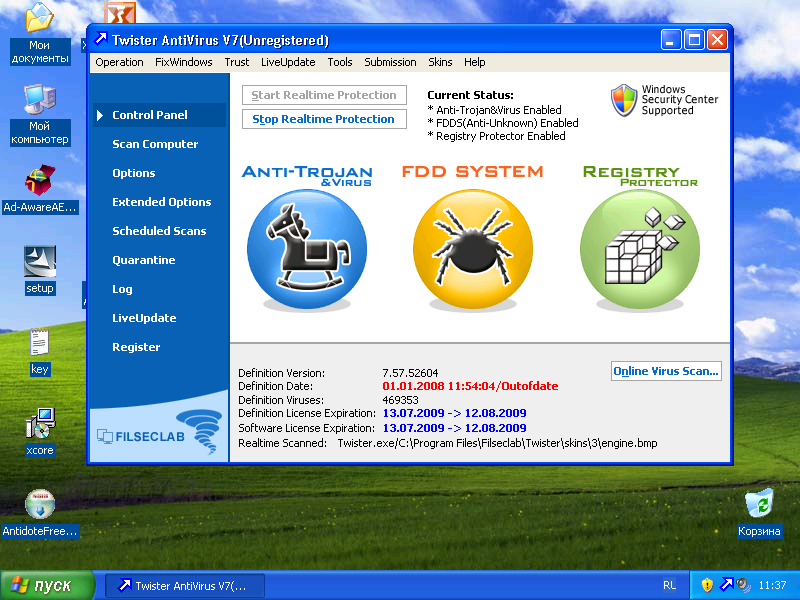 Мои
документы
Мой
компьютер
Ad-AwareAE...
setup
key
xcore
AntidoteFree...
Twister AntiVirus V7(Unregistered)
Operation FixWindows Trust LiveUpdate Tools Submission Skins Help
Control Panel
Scan Computer
Options
Extended Options
Scheduled Scans
Quarantine
Log
LiveUpdate
Register
FILSECLAB
Start Realtime Protection
Stop Realtime Protection
Current Status:
* Anti-Trojan&Virus Enabled
* FDDS(Anti-Unknown) Enabled
* Registry Protector Enabled
Windows
Security Center
Supported
ANTI-TROJAN
&VIRUS
FDD SYSTEM
REGISTRY
PROTECTOR
Definition Version: 7.57.52604
Definition Date: 01.01.2008 11:54:04/Outofdate
Definition Viruses: 469353
Definition License Expiration: 13.07.2009 -> 12.08.2009
Software License Expiration: 13.07.2009 -> 12.08.2009
Realtime Scanned: Twister.exe/C:\Program Files\Filseclab\Twister\skins\3\engine.bmp
Online Virus Scan...
Корзина
пуск
Twister AntiVirus V7(...
RL
11:37